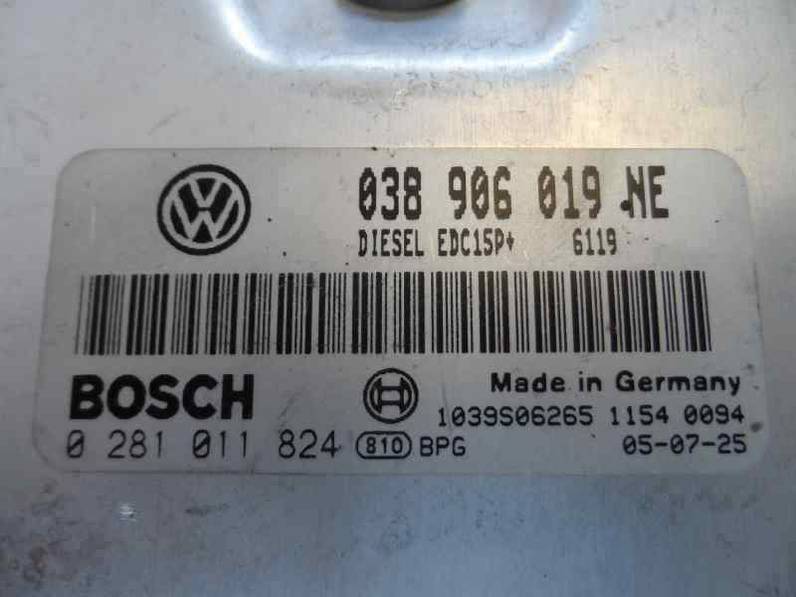 038 906 019 NE
DIESEL EDC15P+ 6119
BOSCH
Made in Germany
1039S06265 1154 0094
0 281 011 824 810 BPG 05-07-25